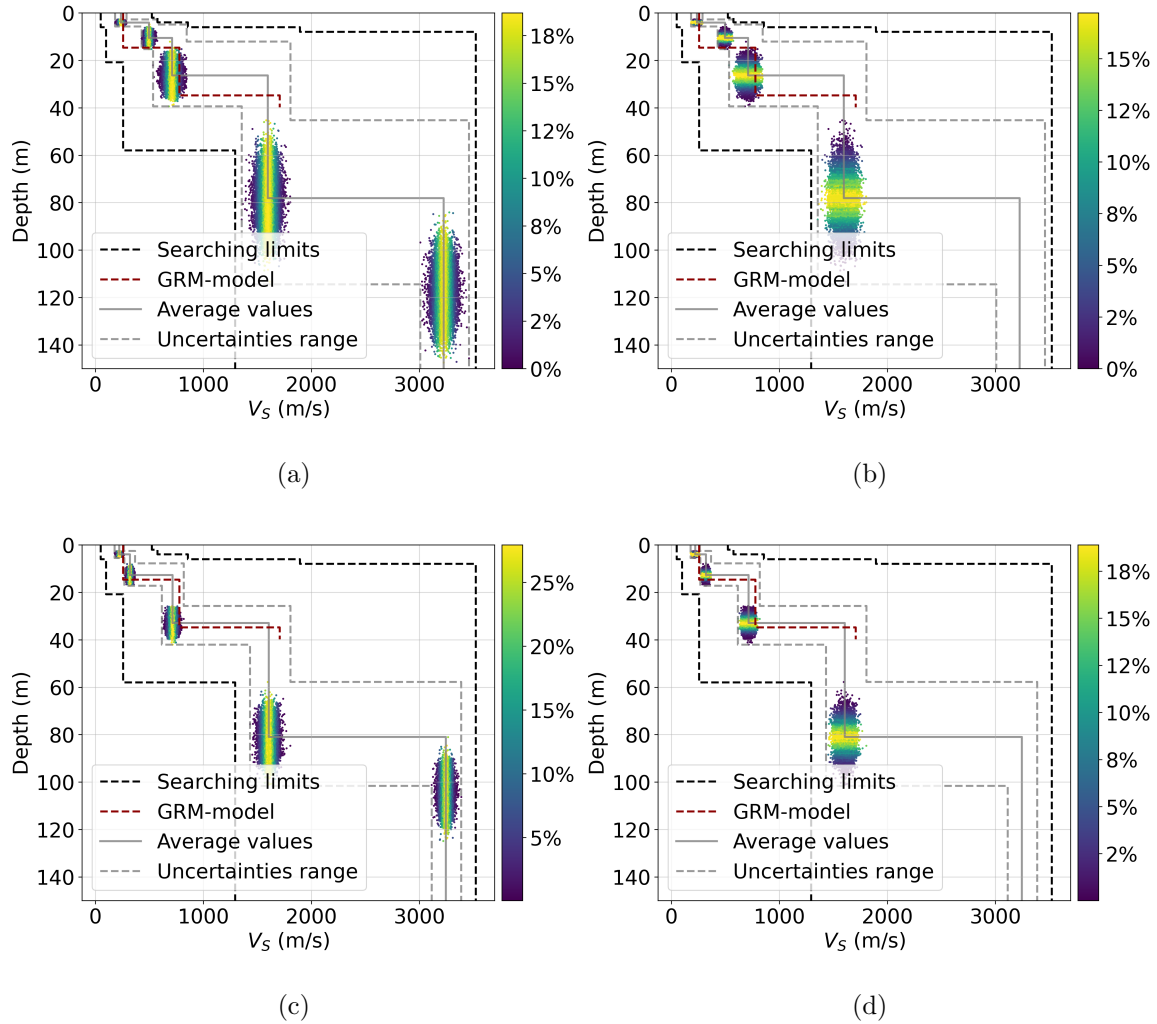 0
20
40
60
80
100
120
140
Depth (m)
Searching limits
GRM-model
Average values
Uncertainties range
0 1000 2000 3000
V_S (m/s)
18%
15%
12%
10%
8%
5%
2%
0%
(a)
0
20
40
60
80
100
120
140
Depth (m)
Searching limits
GRM-model
Average values
Uncertainties range
0 1000 2000 3000
V_S (m/s)
15%
12%
10%
8%
5%
2%
0%
(b)
0
20
40
60
80
100
120
140
Depth (m)
Searching limits
GRM-model
Average values
Uncertainties range
0 1000 2000 3000
V_S (m/s)
25%
20%
15%
10%
5%
(c)
0
20
40
60
80
100
120
140
Depth (m)
Searching limits
GRM-model
Average values
Uncertainties range
0 1000 2000 3000
V_S (m/s)
18%
15%
12%
10%
8%
5%
2%
(d)